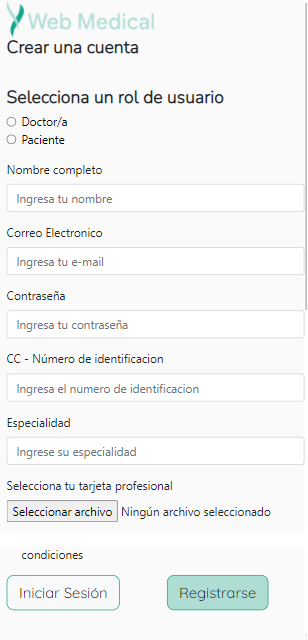 Web Medical
Crear una cuenta
Selecciona un rol de usuario
Doctor/a
Paciente
Nombre completo
Ingresa tu nombre
Correo Electronico
Ingresa tu e-mail
Contraseña
Ingresa tu contraseña
CC - Número de identificacion
Ingresa el numero de identificacion
Especialidad
Ingrese su especialidad
Selecciona tu tarjeta profesional
Seleccionar archivo Ningún archivo seleccionado
condiciones
Iniciar Sesión Registrarse